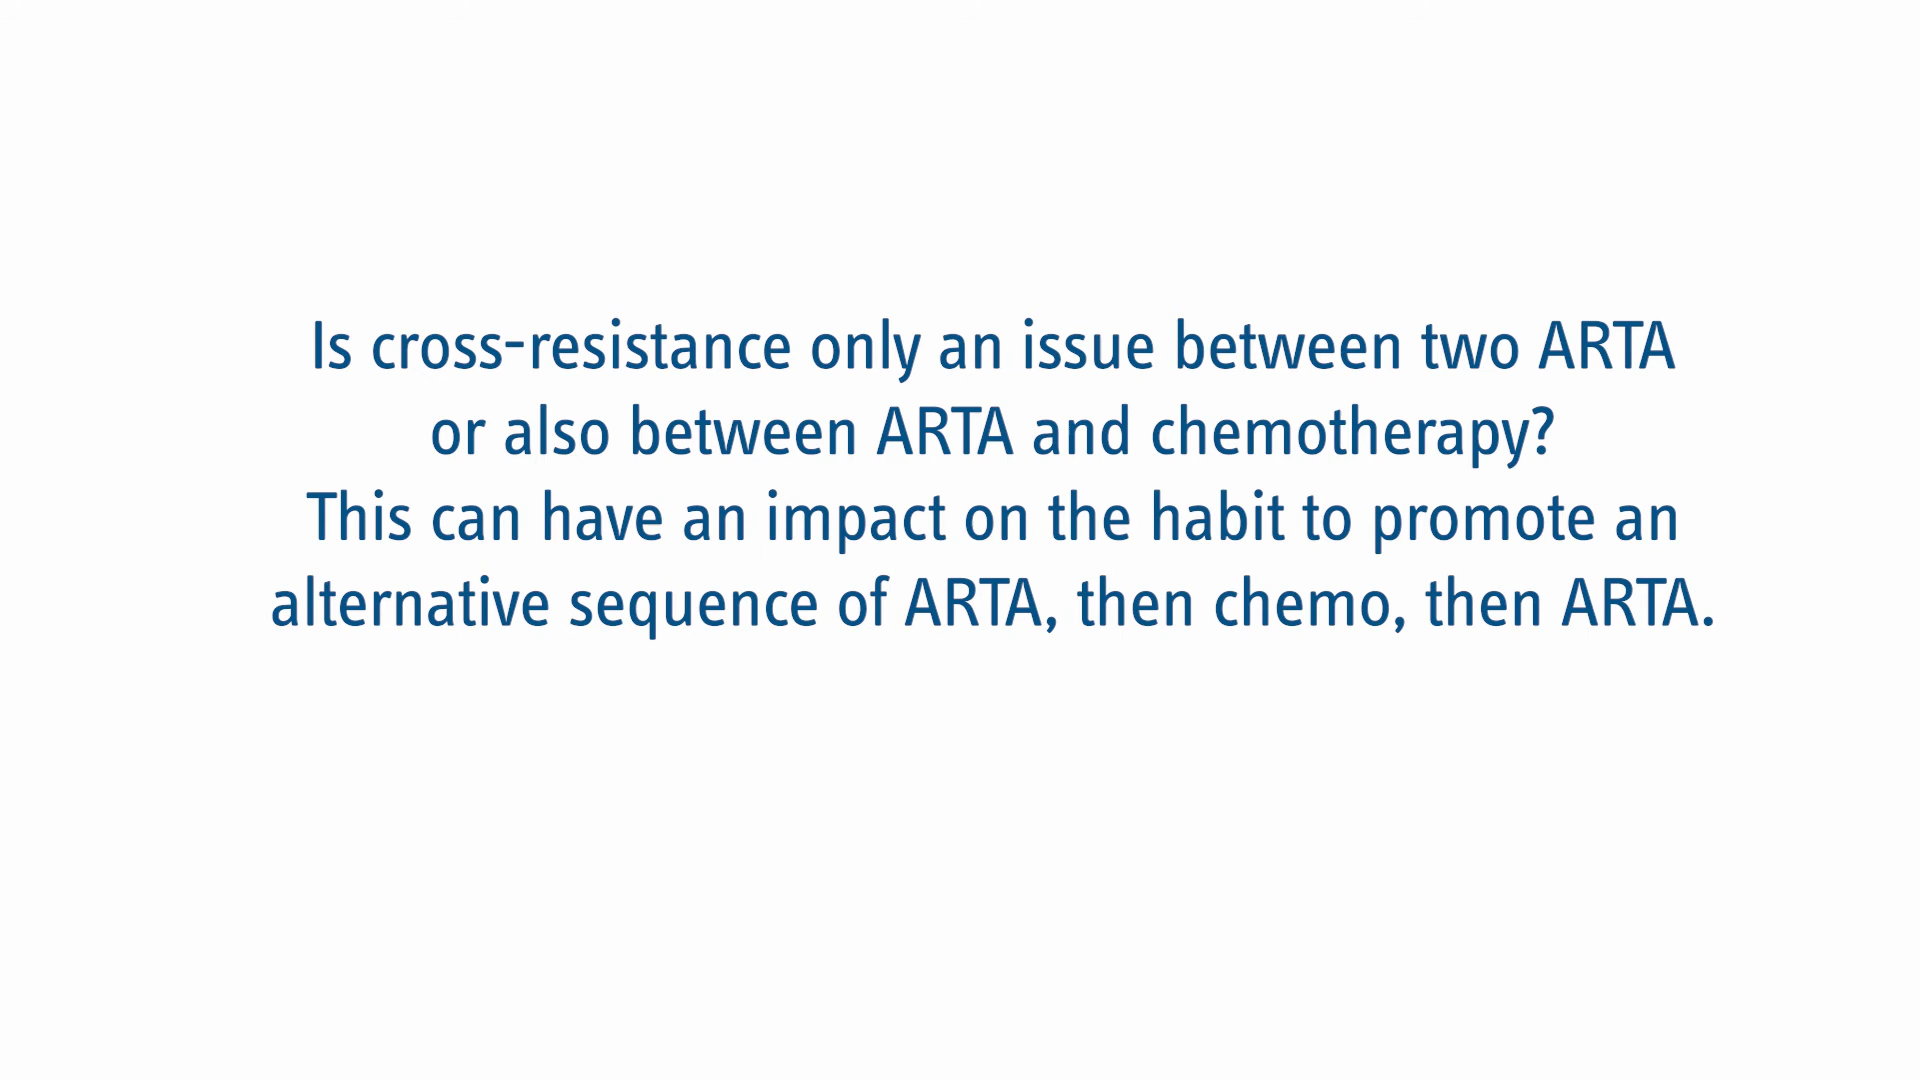 Is cross-resistance only an issue between two ARTA
or also between ARTA and chemotherapy?
This can have an impact on the habit to promote an
alternative sequence of ARTA, then chemo, then ARTA.